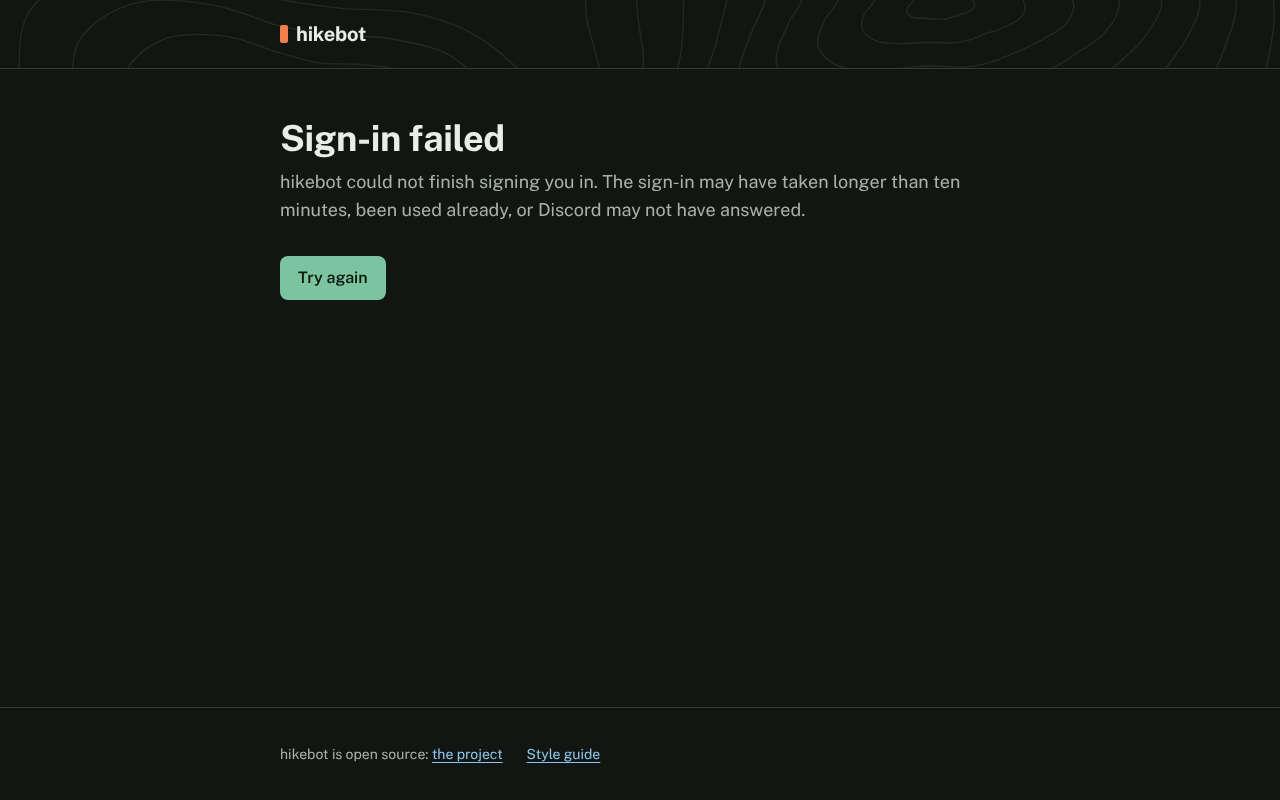 hikebot
Sign-in failed
hikebot could not finish signing you in. The sign-in may have taken longer than ten
minutes, been used already, or Discord may not have answered.
Try again
hikebot is open source: the project Style guide